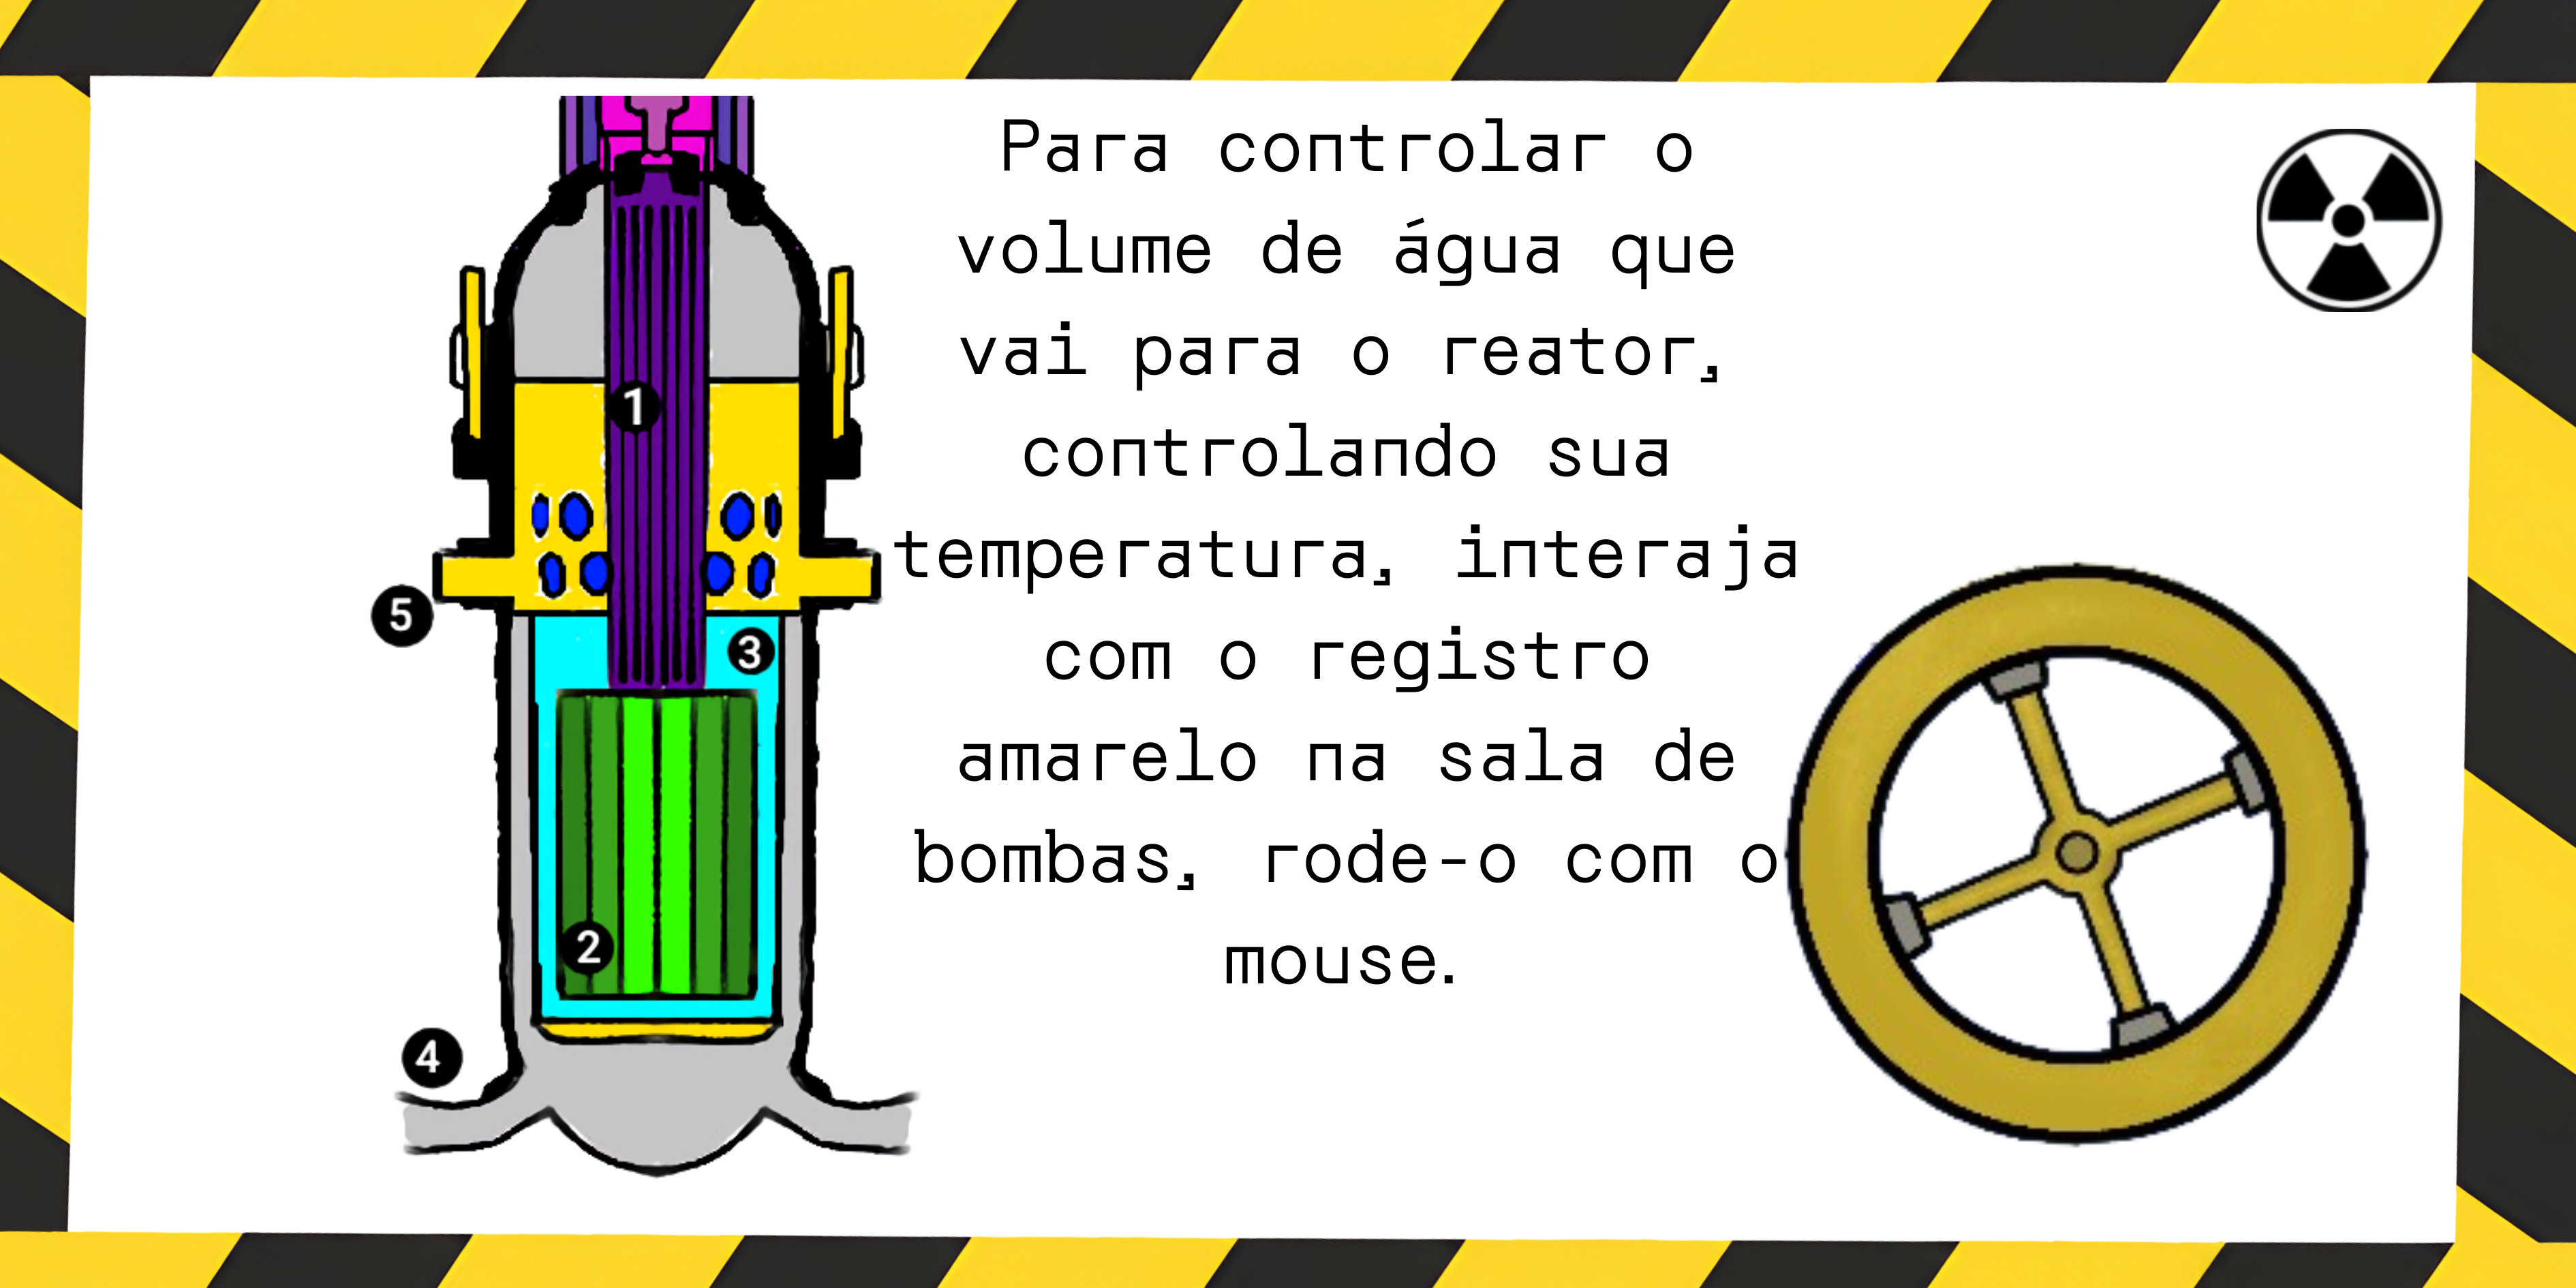 Para controlar o
volume de água que
vai para o reator,
controlando sua
temperatura, interaja
com o registro
amarelo na sala de
bombas, rode-o com o
mouse.
1
5
3
2
4